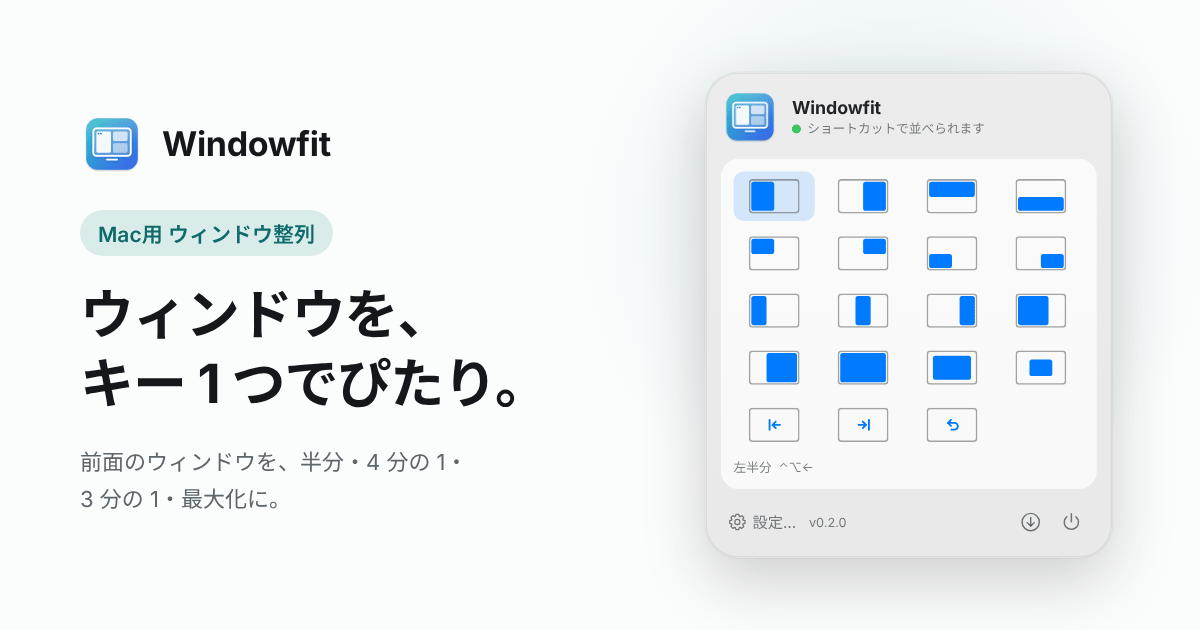 Windowfit
Mac用 ウィンドウ整列
ウィンドウを、
キー1つでぴたり。
前面のウィンドウを、半分・4 分の 1・
3 分の 1・最大化に。
Windowfit
ショートカットで並べられます
左半分 ^⌥←
設定... v0.2.0